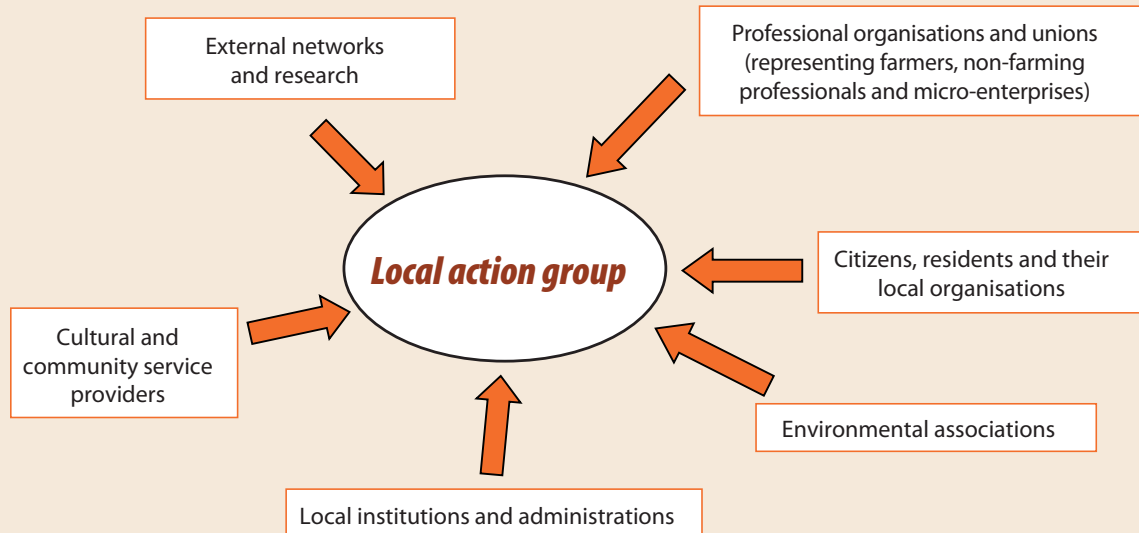 External networks
and research
Professional organisations and unions
(representing farmers, non-farming
professionals and micro-enterprises)
Local action group
Citizens, residents and their
local organisations
Cultural and
community service
providers
Environmental associations
Local institutions and administrations